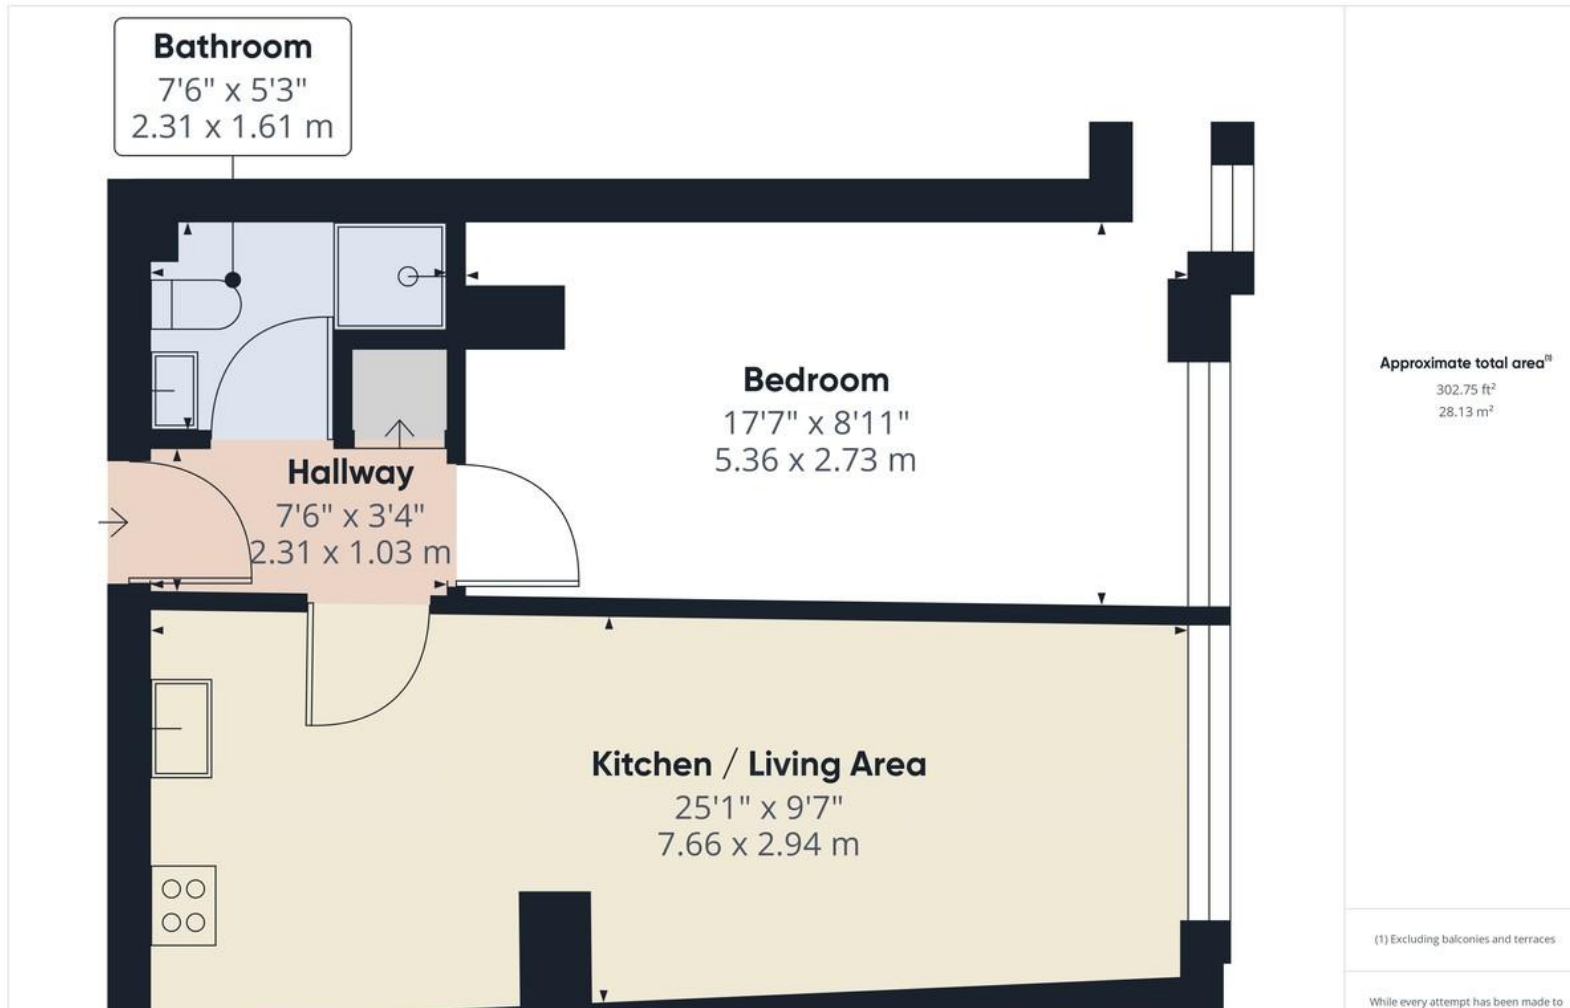 Bathroom
7'6" x 5'3"
2.31 x 1.61 m
Bedroom
17'7" x 8'11"
5.36 x 2.73 m
Hallway
7'6" x 3'4"
2.31 x 1.03 m
Kitchen / Living Area
25'1" x 9'7"
7.66 x 2.94 m
Approximate total area(1)
302.75 ft²
28.13 m²
(1) Excluding balconies and terraces
While every attempt has been made to